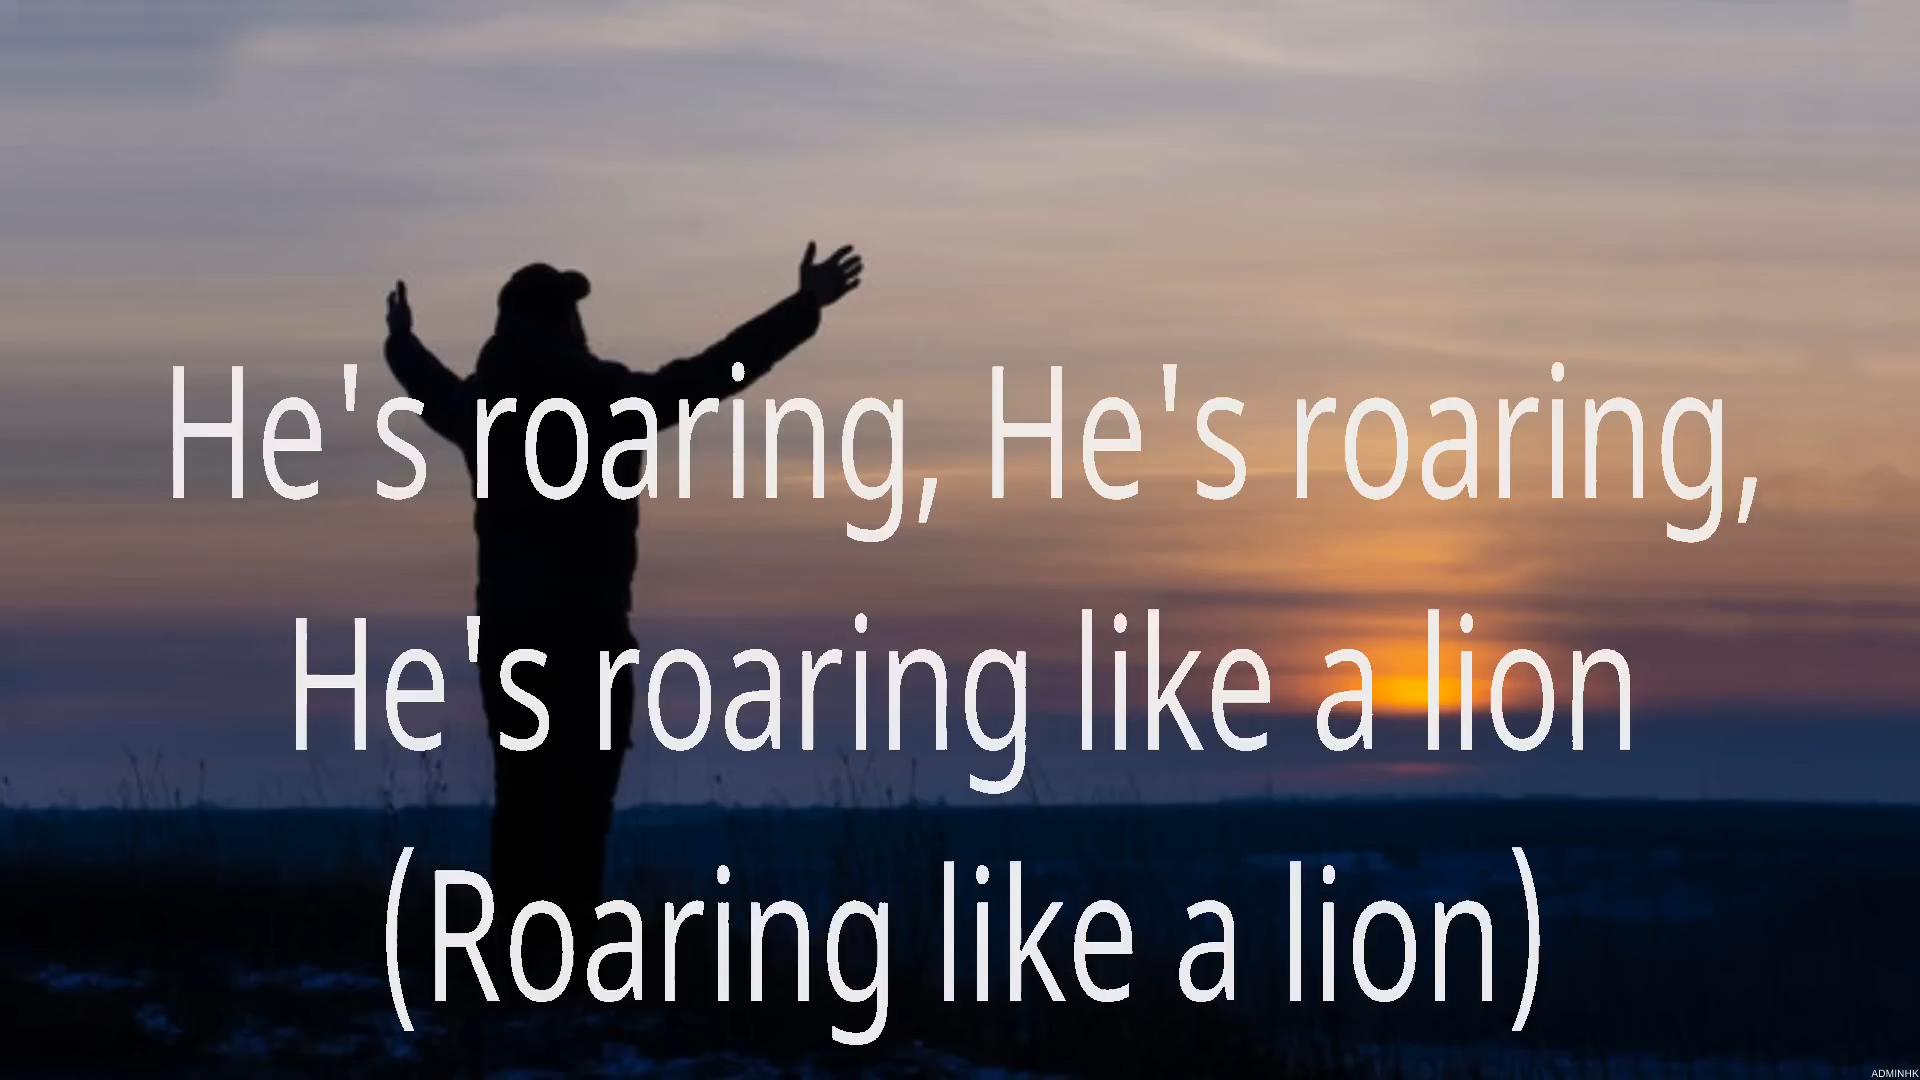 He's roaring, He's roaring,
He's roaring like a lion
(Roaring like a lion)
ADMINHK